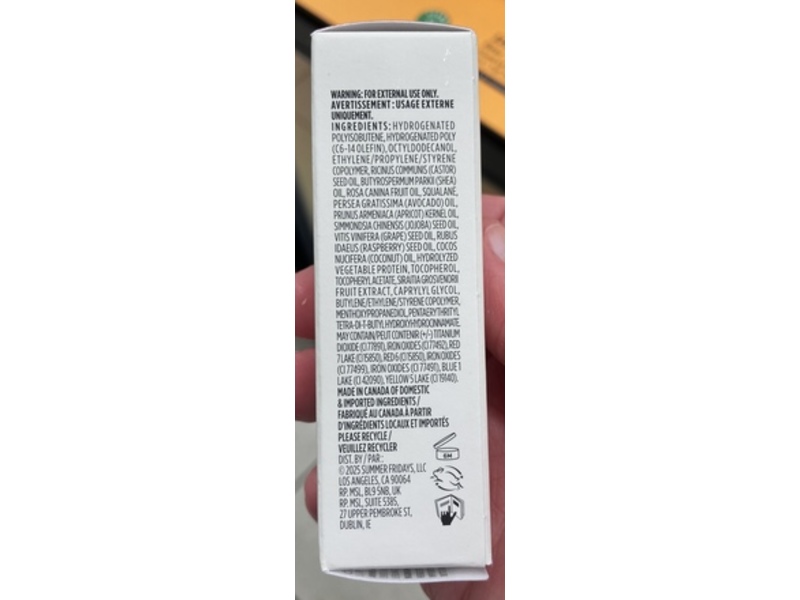 WARNING: FOR EXTERNAL USE ONLY.
AVERTISSEMENT : USAGE EXTERNE
UNIQUEMENT.
INGREDIENTS: HYDROGENATED
POLYISOBUTENE, HYDROGENATED POLY
(C6-14 OLEFIN), OCTYLDODECANOL,
ETHYLENE/PROPYLENE/STYRENE
COPOLYMER, RICINUS COMMUNIS (CASTOR)
SEED OIL, BUTYROSPERMUM PARKII (SHEA)
OIL, ROSA CANINA FRUIT OIL, SQUALANE,
PERSEA GRATISSIMA (AVOCADO) OIL,
PRUNUS ARMENIACA (APRICOT) KERNEL OIL,
SIMMONDSIA CHINENSIS (JOJOBA) SEED OIL,
VITIS VINIFERA (GRAPE) SEED OIL, RUBUS
IDAEUS (RASPBERRY) SEED OIL, COCOS
NUCIFERA (COCONUT) OIL, HYDROLYZED
VEGETABLE PROTEIN, TOCOPHEROL,
TOCOPHERYL ACETATE, SIRAITIA GROSVENORII
FRUIT EXTRACT, CAPRYLYL GLYCOL,
BUTYLENE/ETHYLENE/STYRENE COPOLYMER,
MENTHOXYPROPANEDIOL, PENTAERYTHRITYL
TETRA-DI-T-BUTYL HYDROXYHYDROCINNAMATE.
MAY CONTAIN/PEUT CONTENIR (+/-) TITANIUM
DIOXIDE (CI 77891), IRON OXIDES (CI 77492), RED
7 LAKE (CI 15850), RED 6 (CI 15850), IRON OXIDES
(CI 77499), IRON OXIDES (CI 77491), BLUE 1
LAKE (CI 42090), YELLOW 5 LAKE (CI 19140).
MADE IN CANADA OF DOMESTIC
& IMPORTED INGREDIENTS /
FABRIQUÉ AU CANADA À PARTIR
D'INGRÉDIENTS LOCAUX ET IMPORTÉS
PLEASE RECYCLE /
VEUILLEZ RECYCLER
DIST. BY / PAR :
© 2025 SUMMER FRIDAYS, LLC
LOS ANGELES, CA 90064
RP. MSL, BL9 5NB, UK
RP. MSL, SUITE 5385,
27 UPPER PEMBROKE ST,
DUBLIN, IE
6M